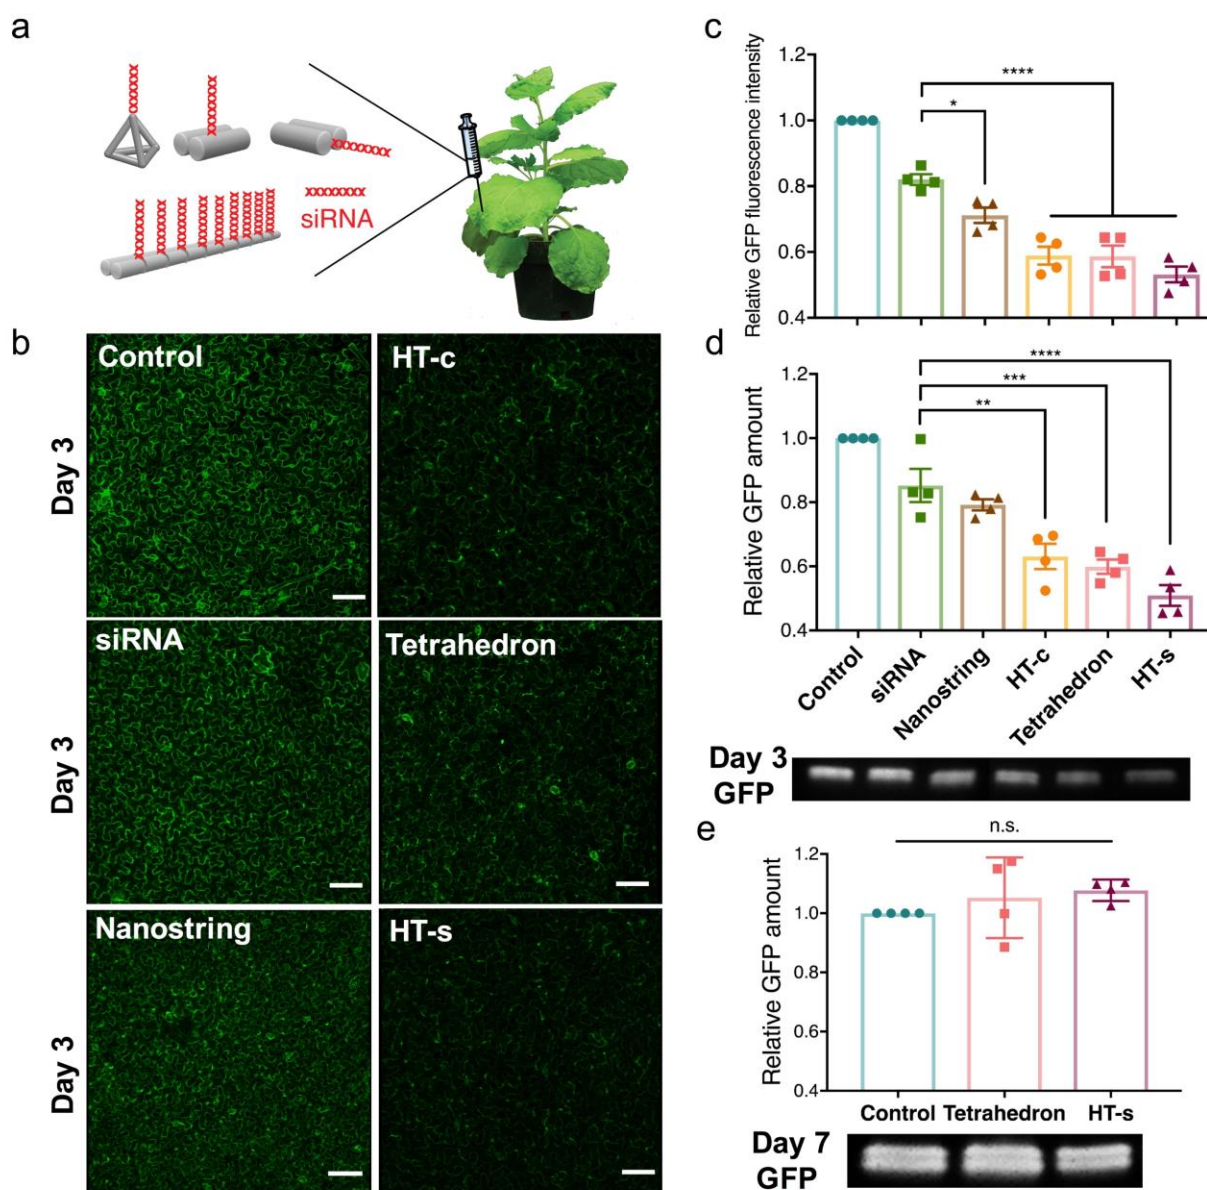 a
siRNA
b
Control
HT-c
Day 3
siRNA
Tetrahedron
Day 3
Nanostring
HT-s
Day 3
c
Relative GFP fluorescence intensity
1.2
1.0
0.8
0.6
0.4
****
*
d
Relative GFP amount
1.2
1.0
0.8
0.6
0.4
****
***
**
Control
siRNA
Nanostring
HT-c
Tetrahedron
HT-s
Day 3
GFP
e
Relative GFP amount
1.2
1.0
0.8
0.6
0.4
n.s.
Control Tetrahedron HT-s
Day 7
GFP